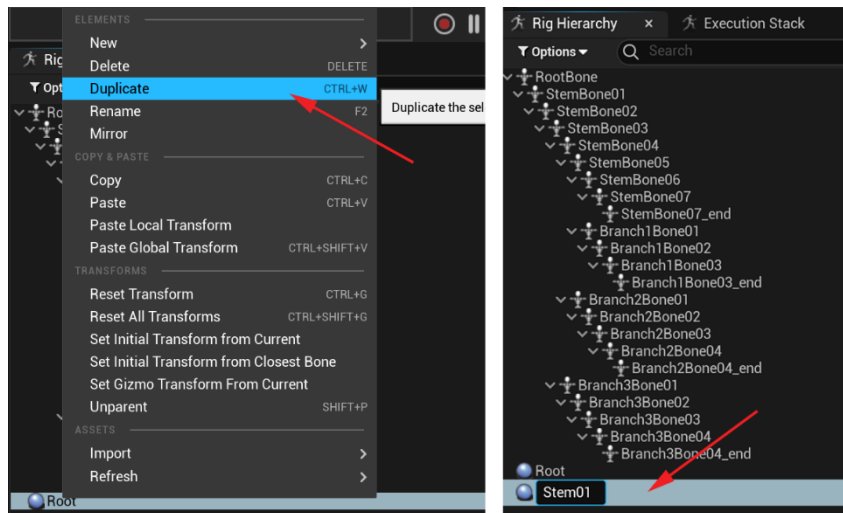 ELEMENTS
New
Delete DELETE
Duplicate CTRL+W
Rename F2
Mirror
COPY & PASTE
Copy CTRL+C
Paste CTRL+V
Paste Local Transform
Paste Global Transform CTRL+SHIFT+V
TRANSFORMS
Reset Transform CTRL+G
Reset All Transforms CTRL+SHIFT+G
Set Initial Transform from Current
Set Initial Transform from Closest Bone
Set Gizmo Transform From Current
Unparent SHIFT+P
ASSETS
Import
Refresh
Rig
Opt
Ro
S
Duplicate the sel
Root
Rig Hierarchy × Execution Stack
Options Search
RootBone
StemBone01
StemBone02
StemBone03
StemBone04
StemBone05
StemBone06
StemBone07
StemBone07_end
Branch1Bone01
Branch1Bone02
Branch1Bone03
Branch1Bone03_end
Branch2Bone01
Branch2Bone02
Branch2Bone03
Branch2Bone04
Branch2Bone04_end
Branch3Bone01
Branch3Bone02
Branch3Bone03
Branch3Bone04
Branch3Bone04_end
Root
Stem01